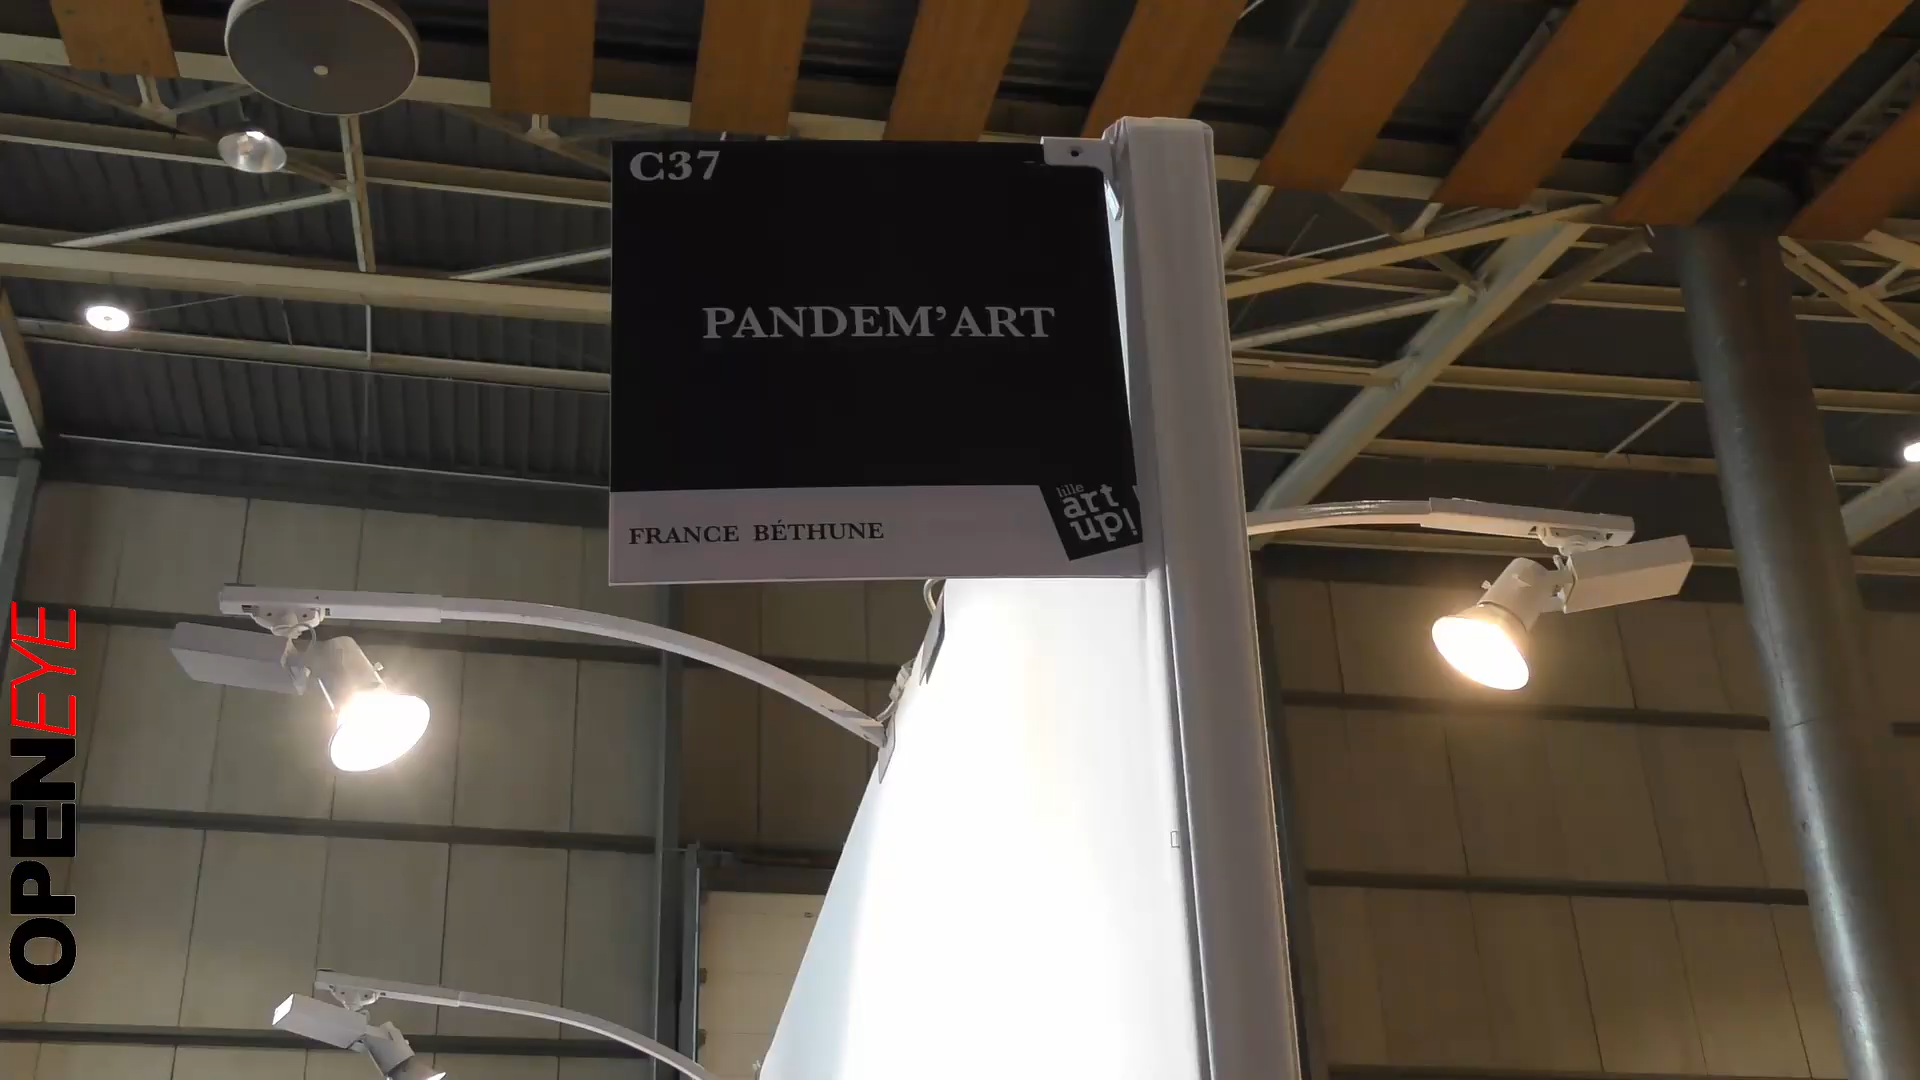 C37
PANDEM'ART
FRANCE BÉTHUNE
lille
art
up!
OPENEYE